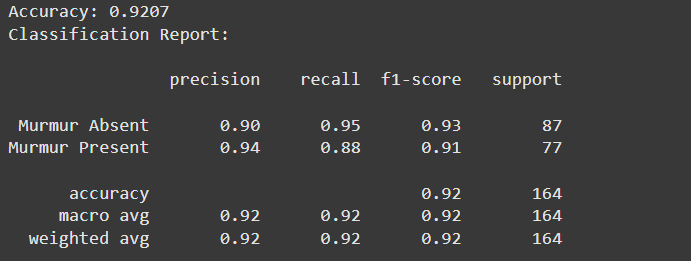 Accuracy: 0.9207
Classification Report:
precision recall f1-score support
Murmur Absent 0.90 0.95 0.93 87
Murmur Present 0.94 0.88 0.91 77
accuracy 0.92 164
macro avg 0.92 0.92 0.92 164
weighted avg 0.92 0.92 0.92 164